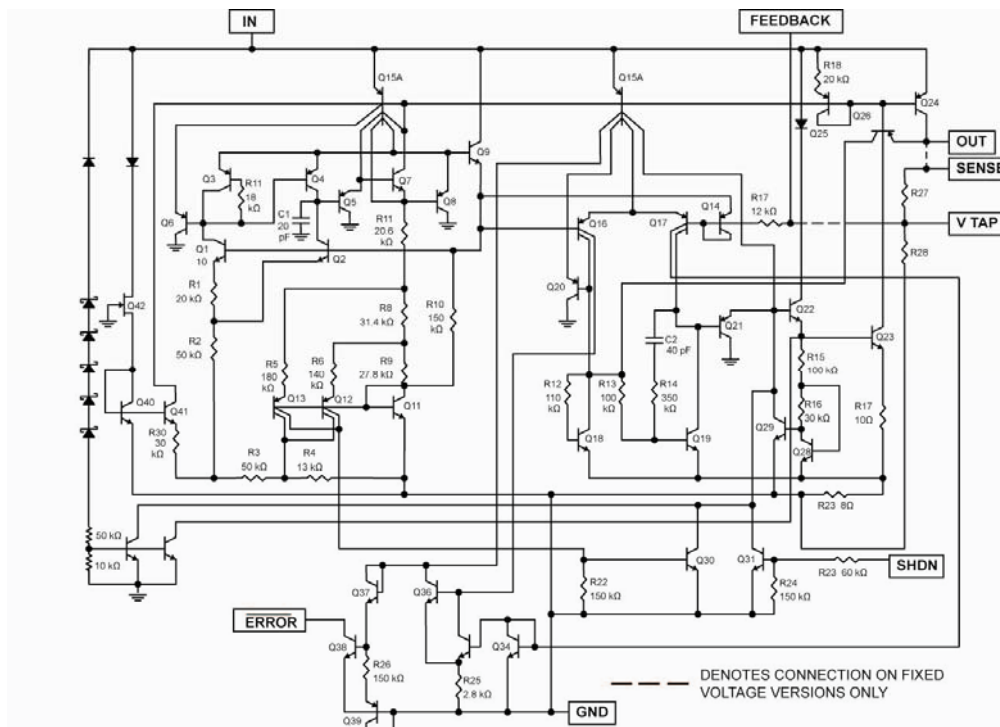 IN
FEEDBACK
Q15A
Q15A
R18
20 kΩ
Q24
Q26
Q25
OUT
SENSE
Q9
Q3
R11
18
kΩ
Q4
Q5
Q7
Q8
Q6
C1
20
pF
R11
20.6
kΩ
Q1
10
Q2
Q16
Q17
Q14
R17
12 kΩ
R27
V TAP
R28
R1
20 kΩ
Q42
R8
31.4 kΩ
R10
150
kΩ
Q20
Q21
Q22
Q23
C2
40 pF
R2
50 kΩ
R5
180
kΩ
R6
140
kΩ
R9
27.8 kΩ
R15
100 kΩ
Q13
Q12
Q11
R12
110
kΩ
R13
100
kΩ
R14
350
kΩ
R16
30 kΩ
R17
10Ω
Q40
Q41
R30
30
kΩ
Q18
Q19
Q29
Q28
R3
50 kΩ
R4
13 kΩ
R23 8Ω
50 kΩ
10 kΩ
Q30
Q31
R22
150 kΩ
R24
150 kΩ
R23 60 kΩ
SHDN
Q37
Q36
ERROR
Q38
R26
150 kΩ
Q34
R25
2.8 kΩ
Q39
GND
DENOTES CONNECTION ON FIXED
VOLTAGE VERSIONS ONLY